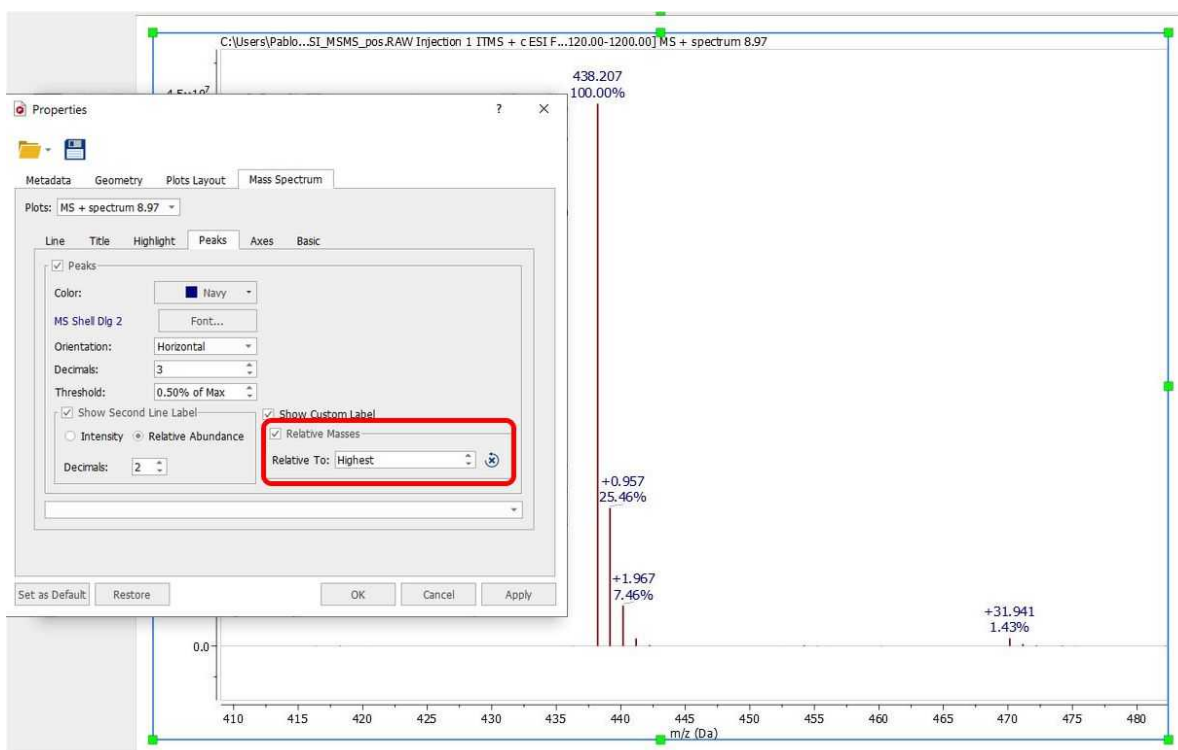 C:\Users\Pablo...SI_MSMS_pos.RAW Injection 1 ITMS + c ESI F...120.00-1200.00] MS + spectrum 8.97
438.207
100.00%
Properties
? ×
Metadata Geometry Plots Layout Mass Spectrum
Plots: MS + spectrum 8.97
Line Title Highlight Peaks Axes Basic
Peaks
Color: Navy
MS Shell Dlg 2 Font...
Orientation: Horizontal
Decimals: 3
Threshold: 0.50% of Max
Show Second Line Label Show Custom Label
Intensity Relative Abundance
Decimals: 2
Relative Masses
Relative To: Highest
Set as Default Restore OK Cancel Apply
+0.957
25.46%
+1.967
7.46%
+31.941
1.43%
0.0
410 415 420 425 430 435 440 445 450 455 460 465 470 475 480
m/z (Da)